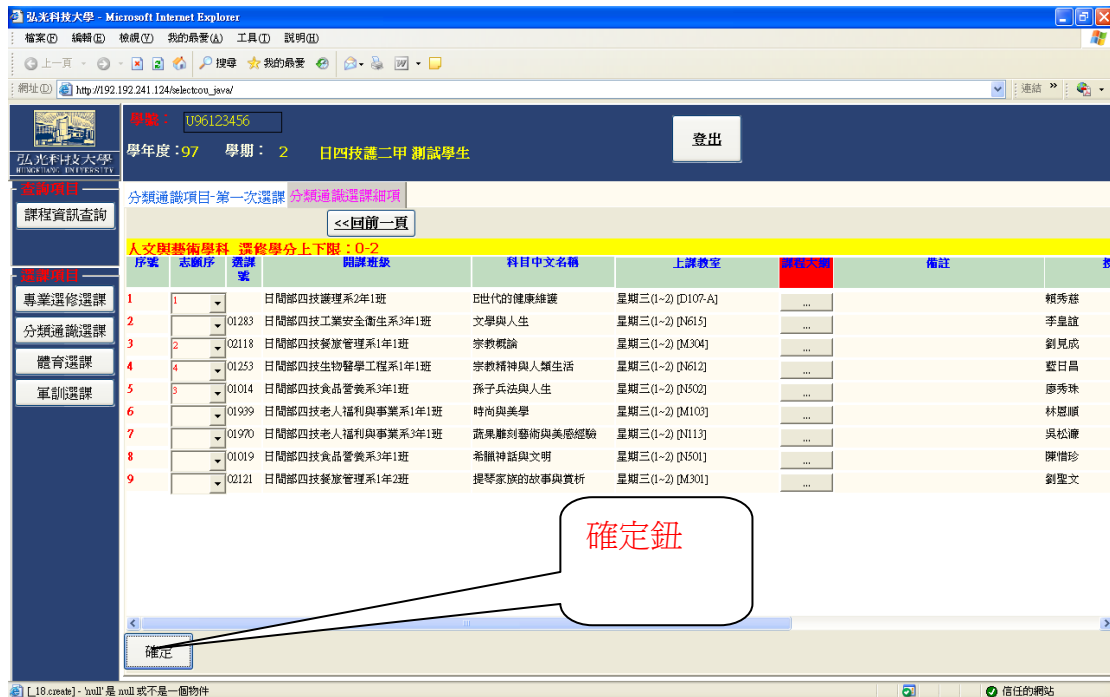 弘光科技大學 - Microsoft Internet Explorer
檔案(F) 編輯(E) 檢視(V) 我的最愛(A) 工具(T) 說明(H)
上一頁 搜尋 我的最愛
網址(D) http://192.192.241.124/selectcou_java/ 連結 »
弘光科技大學
HUNGKUANG UNIVERSITY
學號： U96123456
學年度：97 學期： 2 日四技護二甲 測試學生
登出
查詢項目
課程資訊查詢
選課項目
專業選修選課
分類通識選課
體育選課
軍訓選課
分類通識項目-第一次選課 分類通識選課細項
<<回前一頁
人文與藝術學科 選修學分上下限：0-2
序號 志願序 選課號 開課班級 科目中文名稱 上課教室 課程大綱 備註
1 1 日間部四技護理系2年1班 E世代的健康維護 星期三(1~2) [D107-A] ... 賴秀慈
2 01283 日間部四技工業安全衛生系3年1班 文學與人生 星期三(1~2) [N615] ... 李皇誼
3 2 02118 日間部四技餐旅管理系1年1班 宗教概論 星期三(1~2) [M304] ... 劉見成
4 4 01253 日間部四技生物醫學工程系1年1班 宗教精神與人類生活 星期三(1~2) [N612] ... 藍日昌
5 3 01014 日間部四技食品營養系3年1班 孫子兵法與人生 星期三(1~2) [N502] ... 廖秀珠
6 01939 日間部四技老人福利與事業系1年1班 時尚與美學 星期三(1~2) [M103] ... 林恩順
7 01970 日間部四技老人福利與事業系3年1班 蔬果雕刻藝術與美感經驗 星期三(1~2) [N113] ... 吳松濂
8 01019 日間部四技食品營養系3年1班 希臘神話與文明 星期三(1~2) [N501] ... 陳惜珍
9 02121 日間部四技餐旅管理系1年2班 提琴家族的故事與賞析 星期三(1~2) [M301] ... 劉聖文
確定鈕
確定
[_18.create] - 'null' 是 null 或不是一個物件 信任的網站